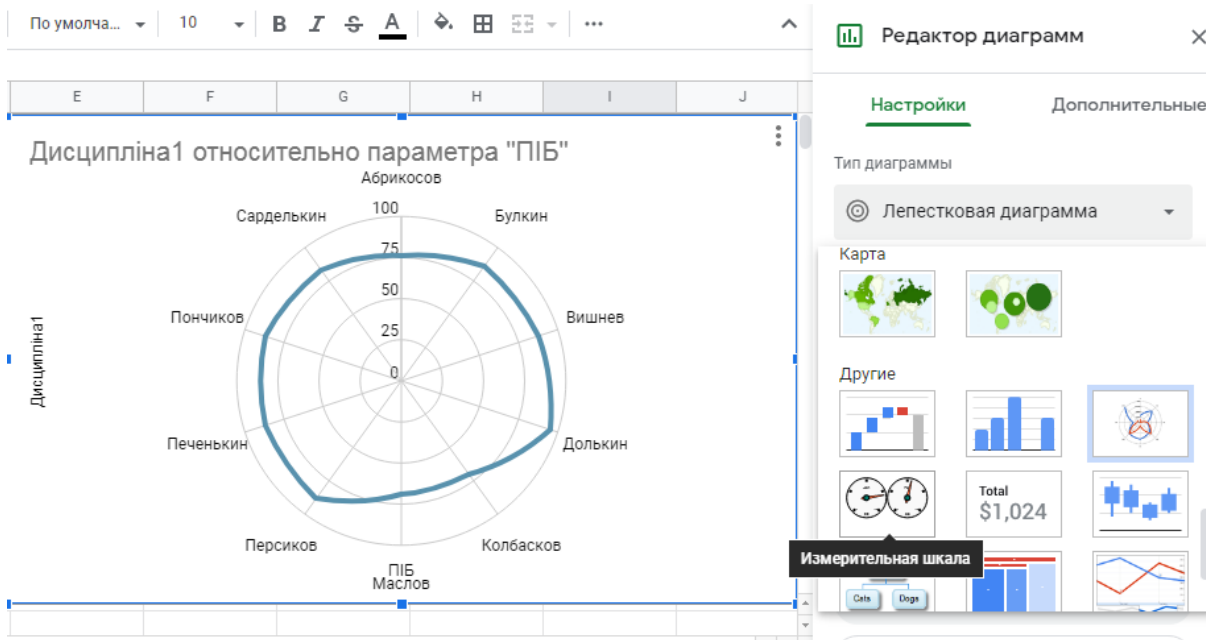 По умолча... 10 B I S A ...
Редактор диаграмм
E F G H I J
Настройки Дополнительные
Дисципліна1 относительно параметра "ПІБ"
Тип диаграммы
Лепестковая диаграмма
Абрикосов
Сарделькин 100 Булкин
75
50
Пончиков Вишнев
25
0
Дисципліна1
Печенькин Долькин
Персиков Колбасков
ПІБ
Маслов
Карта
Другие
Total
$1,024
Измерительная шкала
Cats Dogs